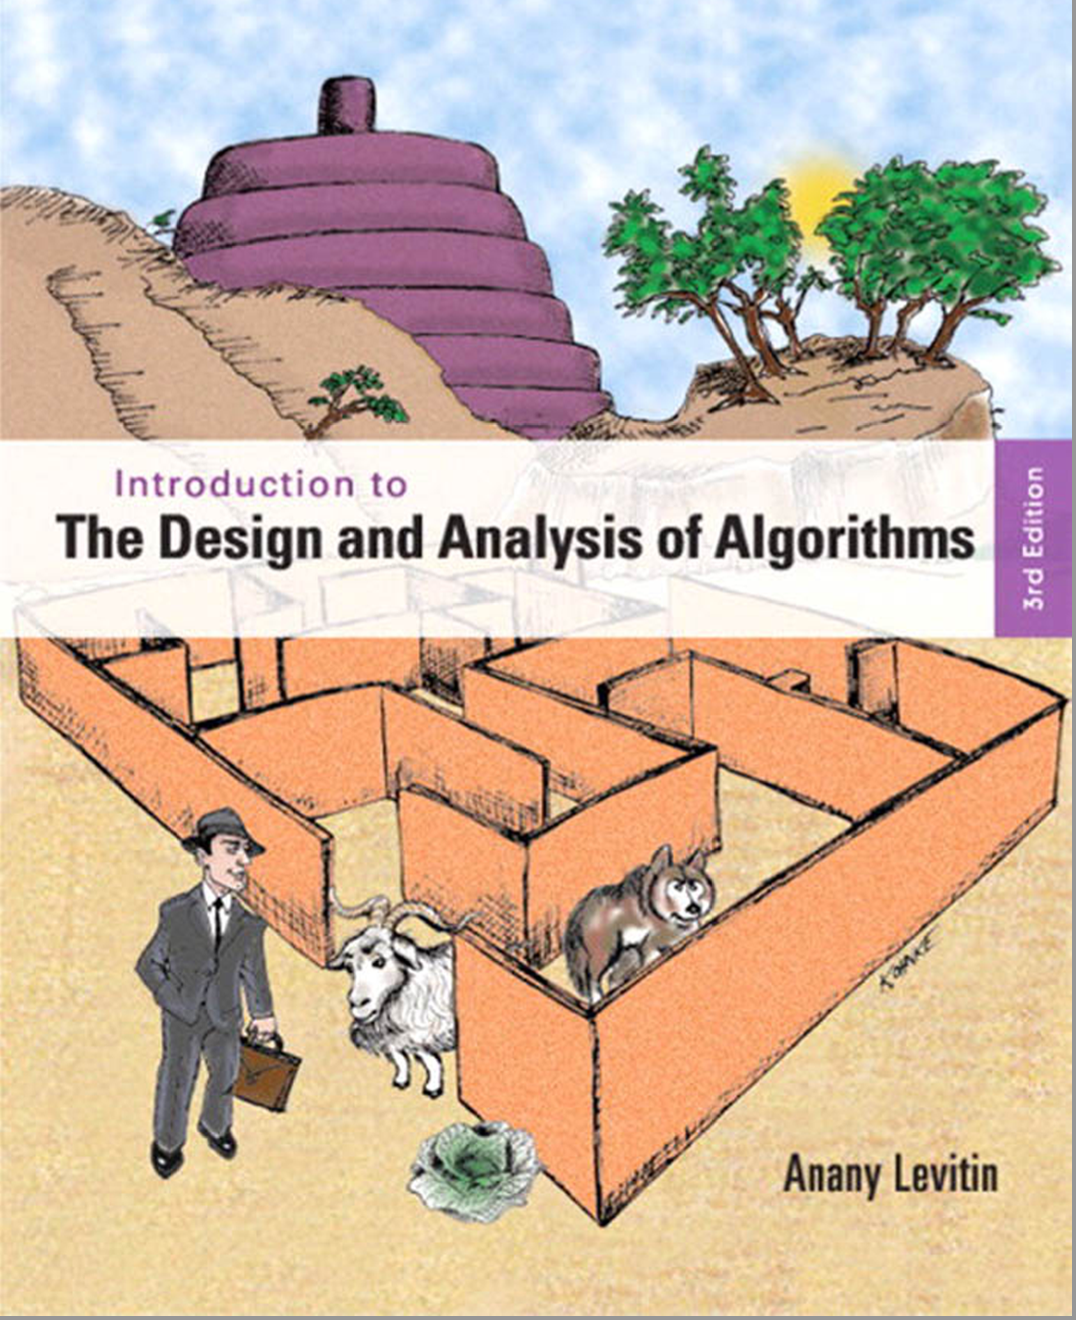 Introduction to
The Design and Analysis of Algorithms
3rd Edition
Anany Levitin